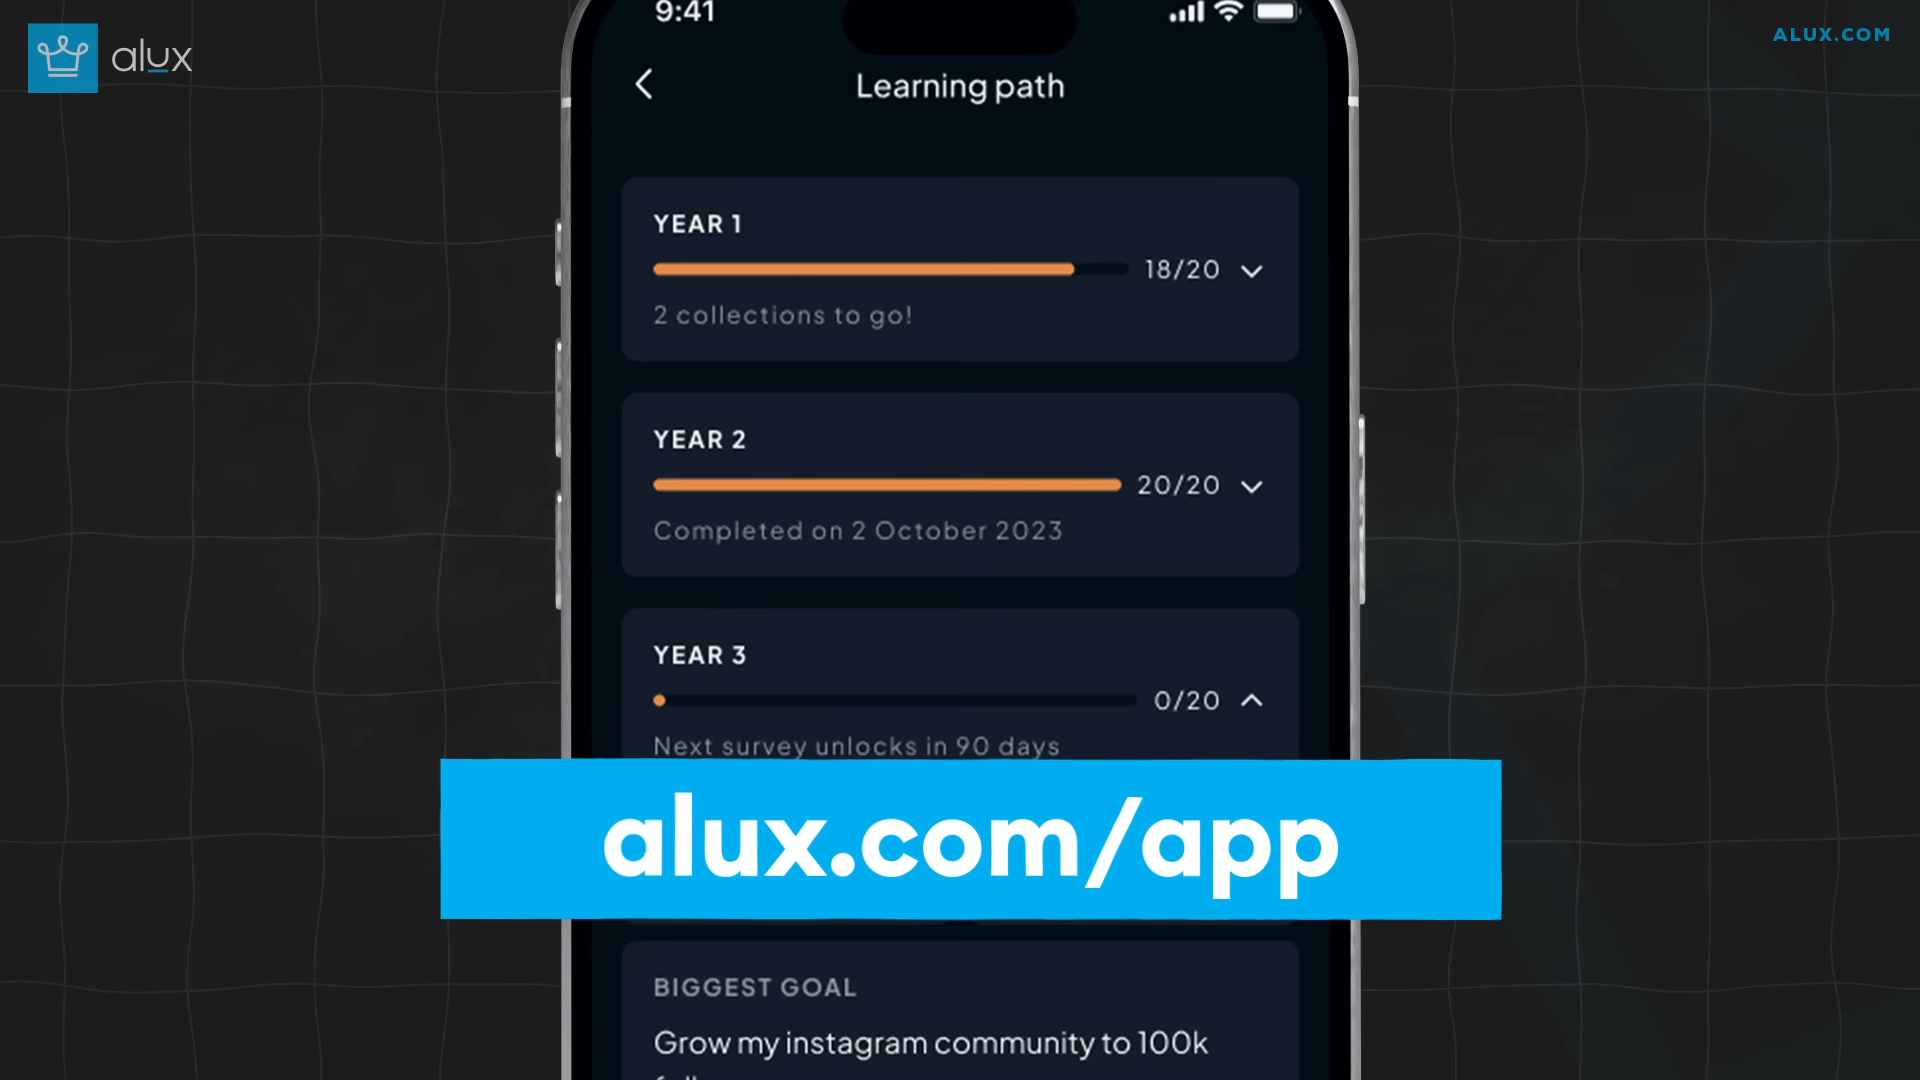 9:41
alux
ALUX.COM
Learning path
YEAR 1
18/20
2 collections to go!
YEAR 2
20/20
Completed on 2 October 2023
YEAR 3
0/20
Next survey unlocks in 90 days
alux.com/app
BIGGEST GOAL
Grow my instagram community to 100k